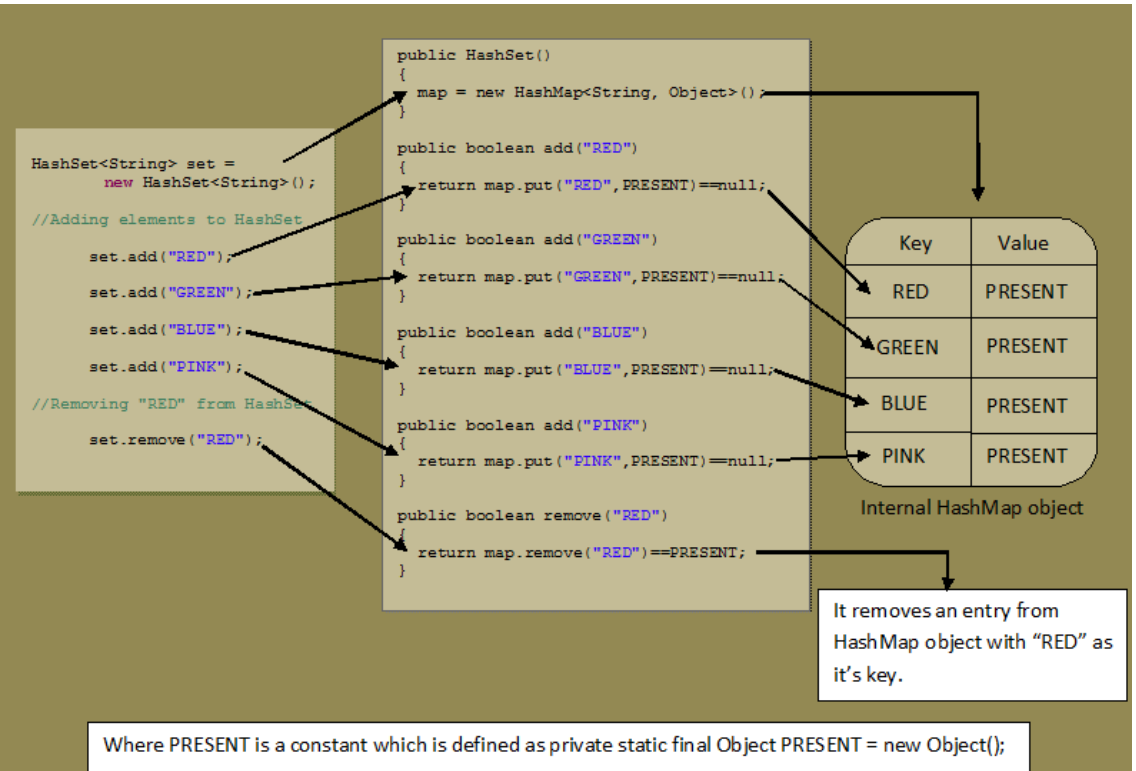 HashSet<String> set =
new HashSet<String>();
//Adding elements to HashSet
set.add("RED");
set.add("GREEN");
set.add("BLUE");
set.add("PINK");
//Removing "RED" from HashSet
set.remove("RED");
public HashSet()
{
map = new HashMap<String, Object>();
}
public boolean add("RED")
{
return map.put("RED",PRESENT)==null;
}
public boolean add("GREEN")
{
return map.put("GREEN",PRESENT)==null;
}
public boolean add("BLUE")
{
return map.put("BLUE",PRESENT)==null;
}
public boolean add("PINK")
{
return map.put("PINK",PRESENT)==null;
}
public boolean remove("RED")
{
return map.remove("RED")==PRESENT;
}
Key Value
RED PRESENT
GREEN PRESENT
BLUE PRESENT
PINK PRESENT
Internal HashMap object
It removes an entry from
HashMap object with “RED” as
it’s key.
Where PRESENT is a constant which is defined as private static final Object PRESENT = new Object();